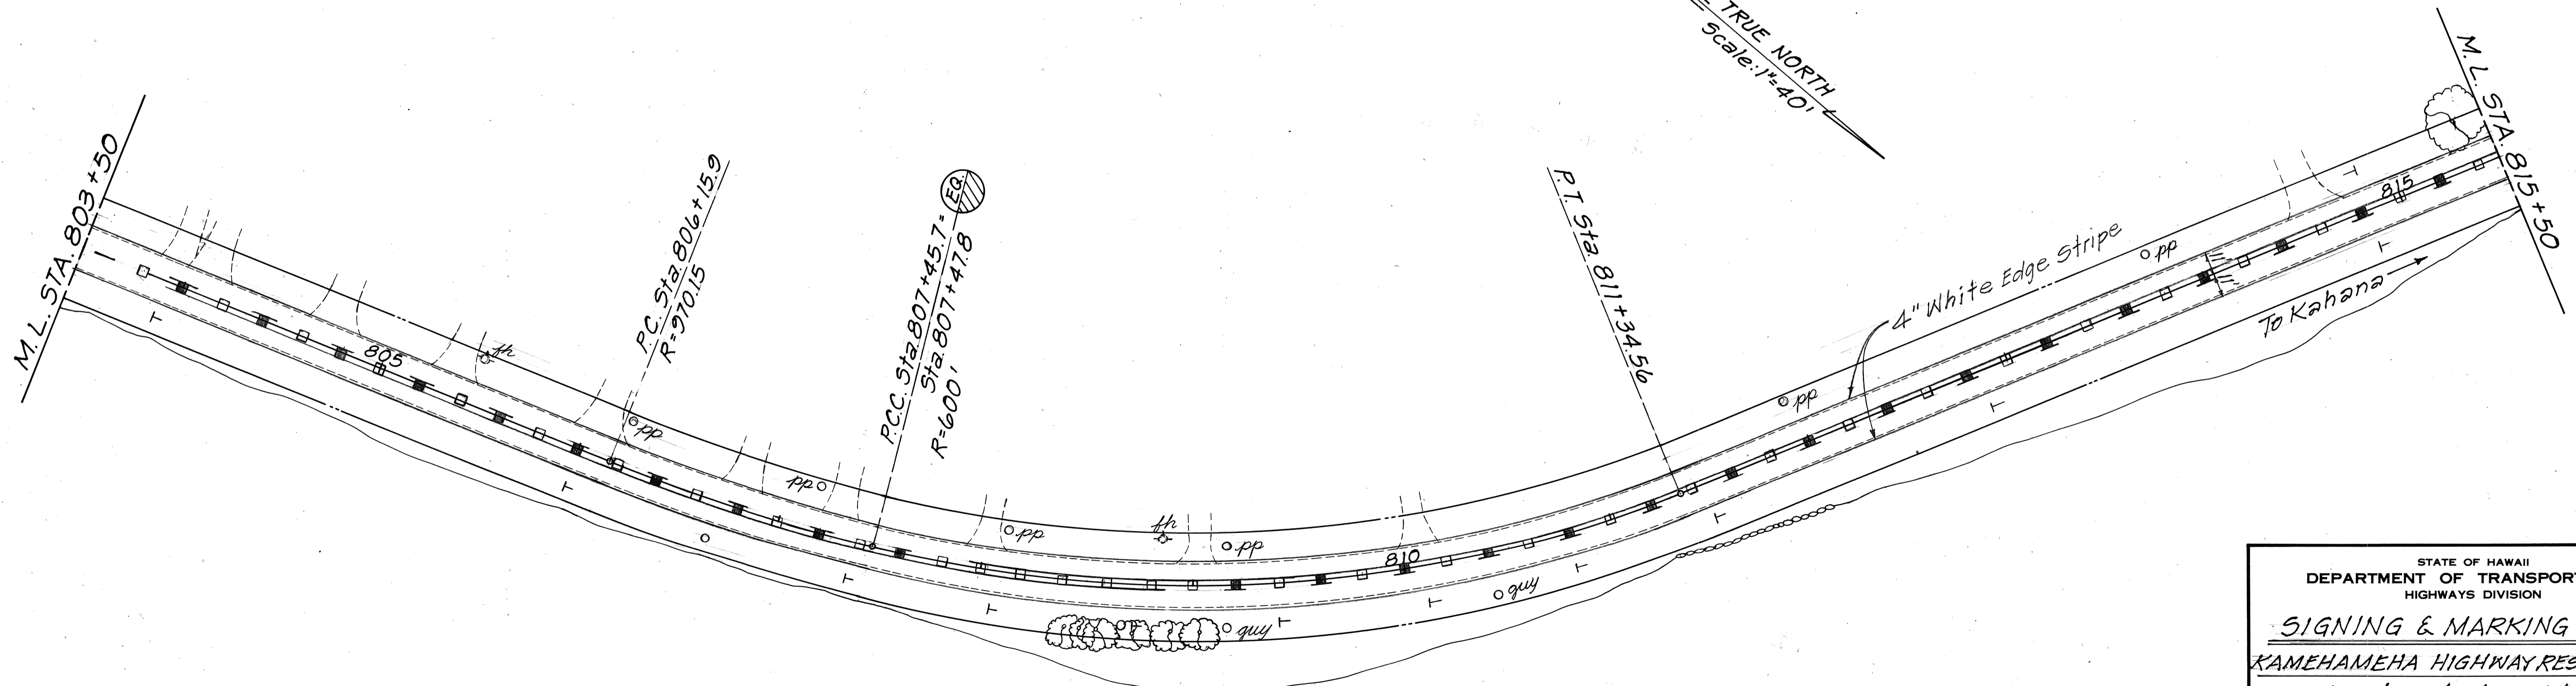 TRUE NORTH
Scale: 1"=40'
M. L. STA. 803+50
805
fh
pp
P.C. Sta. 806+15.9
R=970.15
pp
P.C.C. Sta. 807+45.7=
Sta. 807+47.8
R=600'
EQ.
pp
fh
pp
guy
810
guy
P.T. Sta. 811+34.56
pp
4" White Edge Stripe
pp
815
To Kahana
M. L. STA. 815+50
STATE OF HAWAII
DEPARTMENT OF TRANSPOR
HIGHWAYS DIVISION
SIGNING & MARKING
KAMEHAMEHA HIGHWAY RES